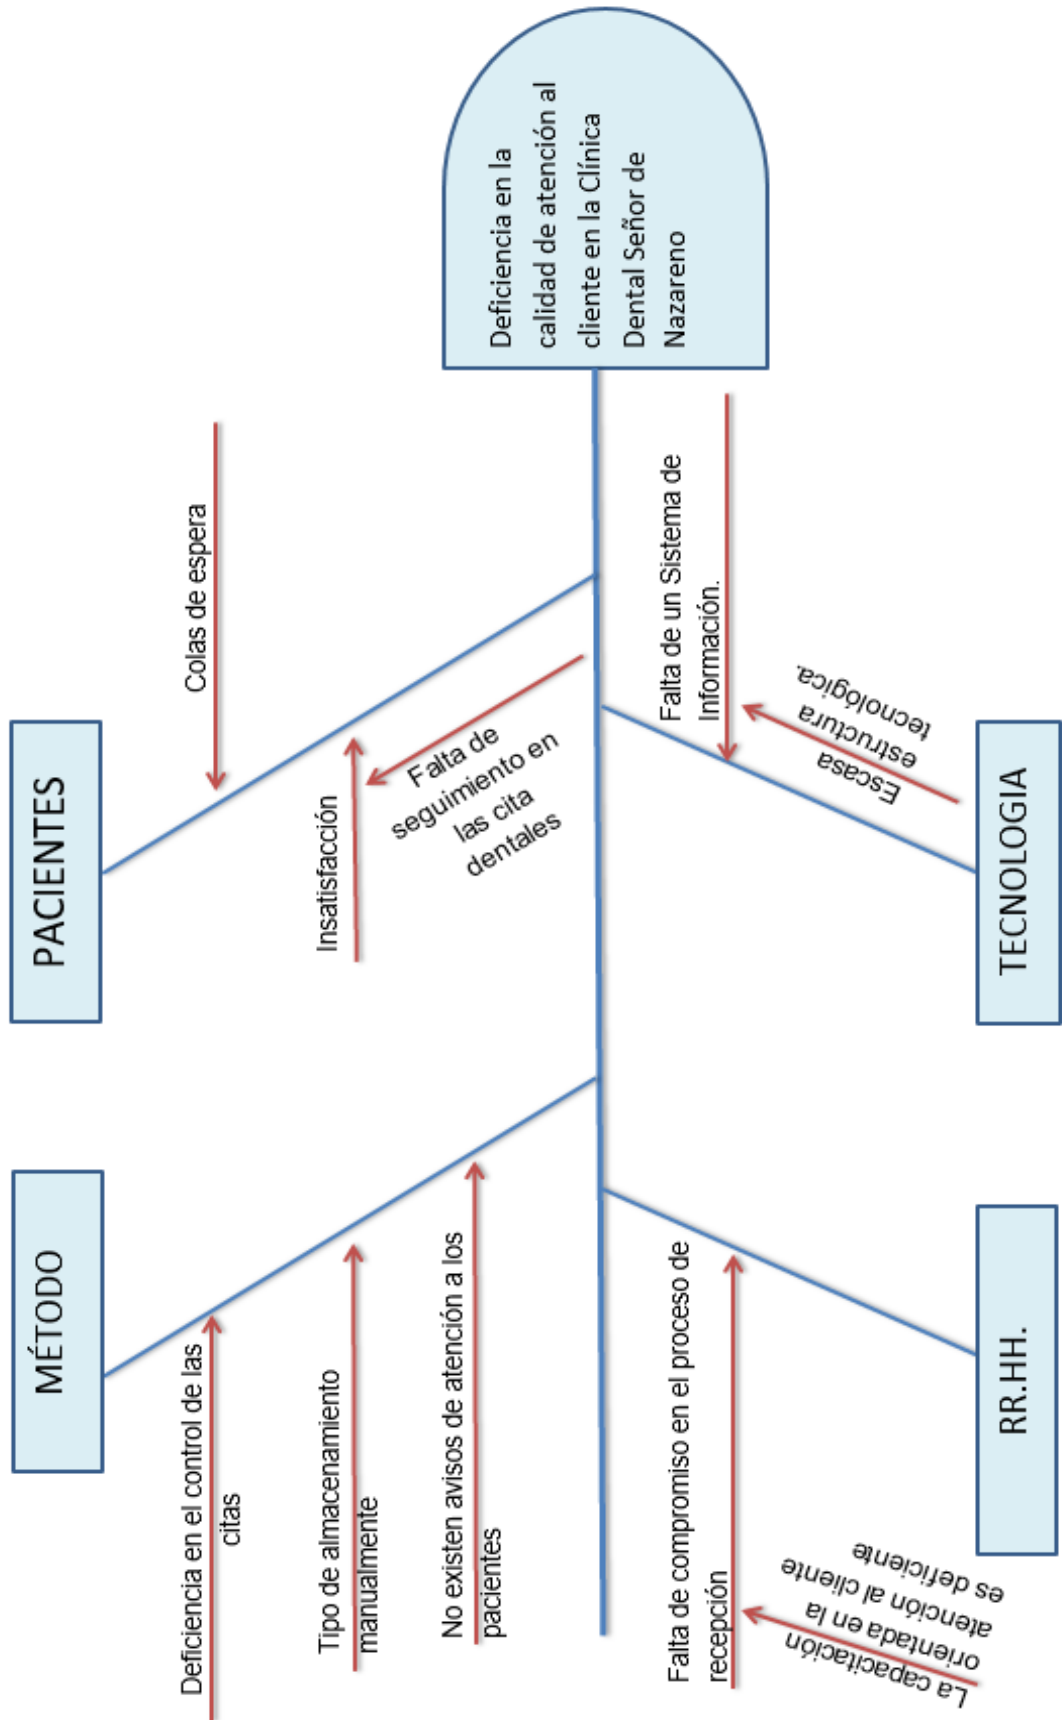 MÉTODO
PACIENTES
Deficiencia en el control de las
citas
Tipo de almacenamiento
manualmente
No existen avisos de atención a los
pacientes
Colas de espera
Insatisfacción
Falta de
seguimiento en
las cita
dentales
Deficiencia en la
calidad de atención al
cliente en la Clínica
Dental Señor de
Nazareno
Falta de compromiso en el proceso de
recepción
La capacitación
orientada en la
atención al cliente
es deficiente
Falta de un Sistema de
Información.
Escasa
estructura
tecnológica.
RR.HH.
TECNOLOGIA